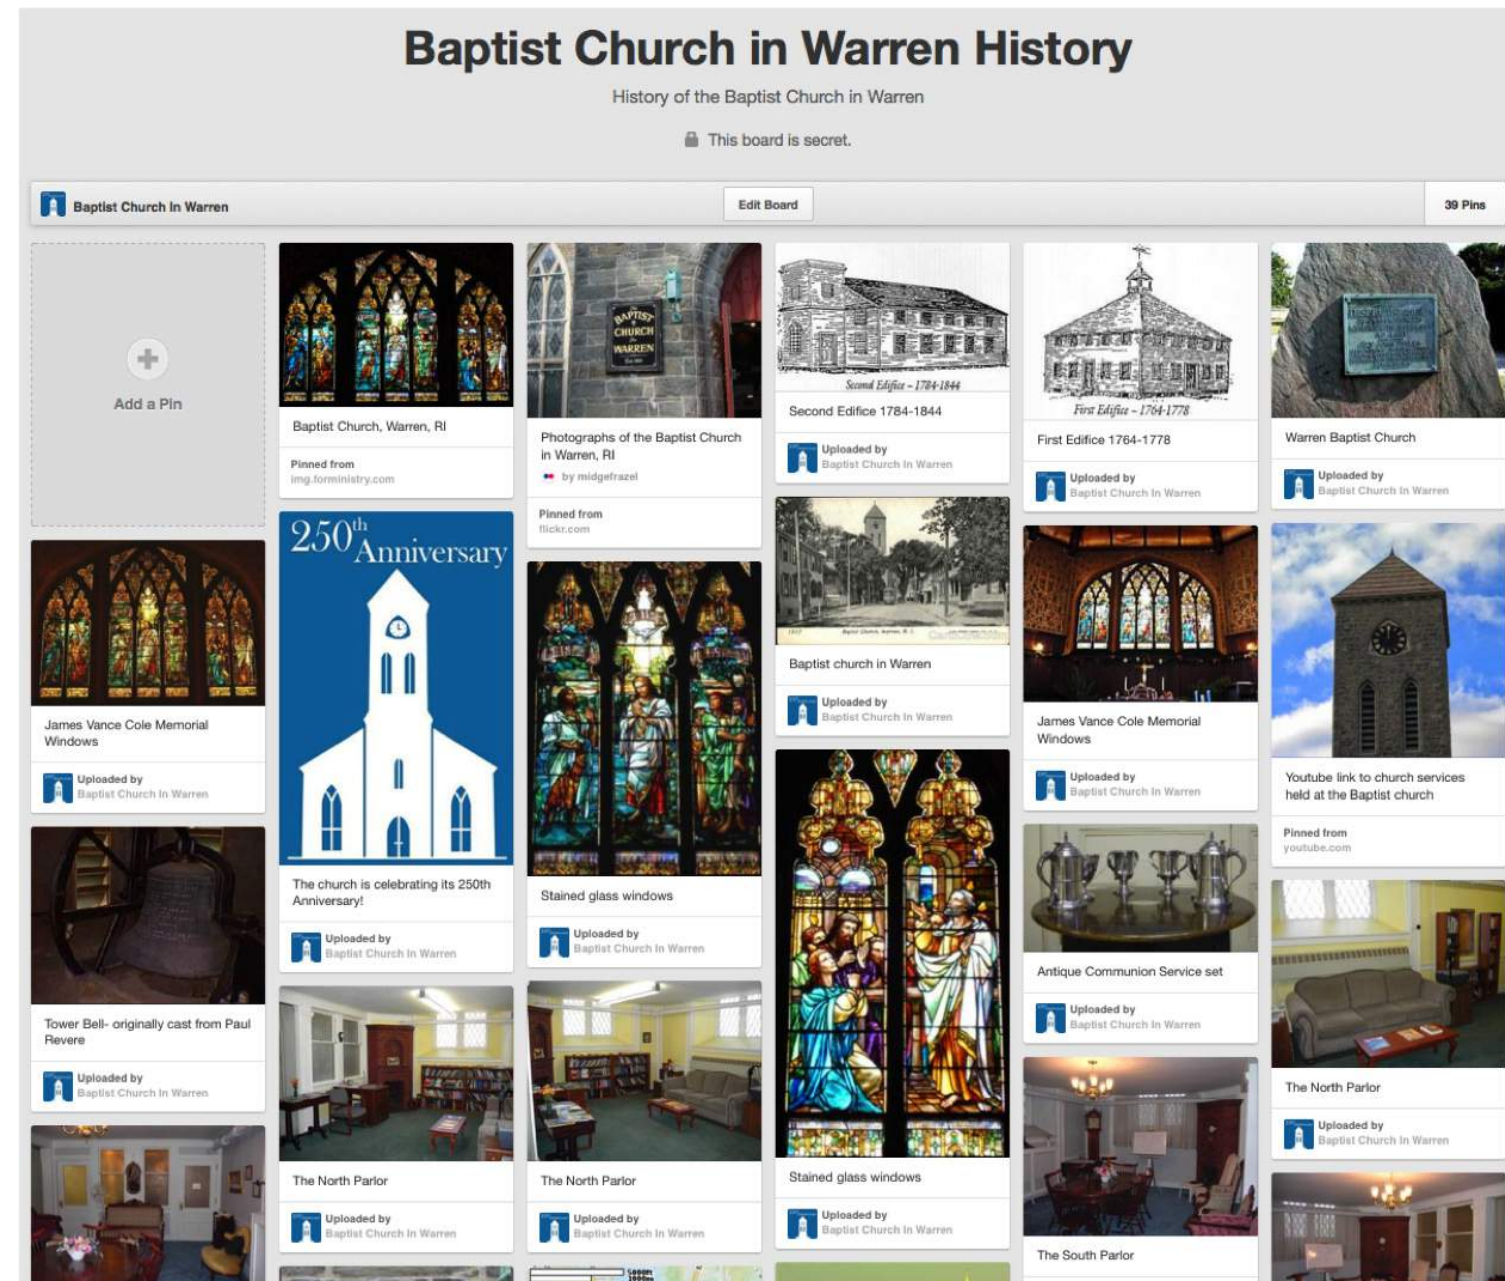 Baptist Church in Warren History
History of the Baptist Church in Warren
This board is secret.
Baptist Church In Warren
Edit Board
39 Pins
Add a Pin
James Vance Cole Memorial
Windows
Uploaded by
Baptist Church In Warren
Tower Bell- originally cast from Paul
Revere
Uploaded by
Baptist Church In Warren
Baptist Church, Warren, RI
Pinned from
img.forministry.com
250th
Anniversary
The church is celebrating its 250th
Anniversary!
Uploaded by
Baptist Church In Warren
The North Parlor
Uploaded by
Baptist Church In Warren
BAPTIST
CHURCH
WARREN
Photographs of the Baptist Church
in Warren, RI
by midgefrazel
Pinned from
flickr.com
Stained glass windows
Uploaded by
Baptist Church In Warren
The North Parlor
Uploaded by
Baptist Church In Warren
Second Edifice - 1784-1844
Second Edifice 1784-1844
Uploaded by
Baptist Church In Warren
Baptist church in Warren
Uploaded by
Baptist Church In Warren
Stained glass windows
Uploaded by
Baptist Church In Warren
First Edifice - 1764-1778
First Edifice 1764-1778
Uploaded by
Baptist Church In Warren
James Vance Cole Memorial
Windows
Uploaded by
Baptist Church In Warren
Antique Communion Service set
Uploaded by
Baptist Church In Warren
The South Parlor
Warren Baptist Church
Uploaded by
Baptist Church In Warren
Youtube link to church services
held at the Baptist church
Pinned from
youtube.com
The North Parlor
Uploaded by
Baptist Church In Warren